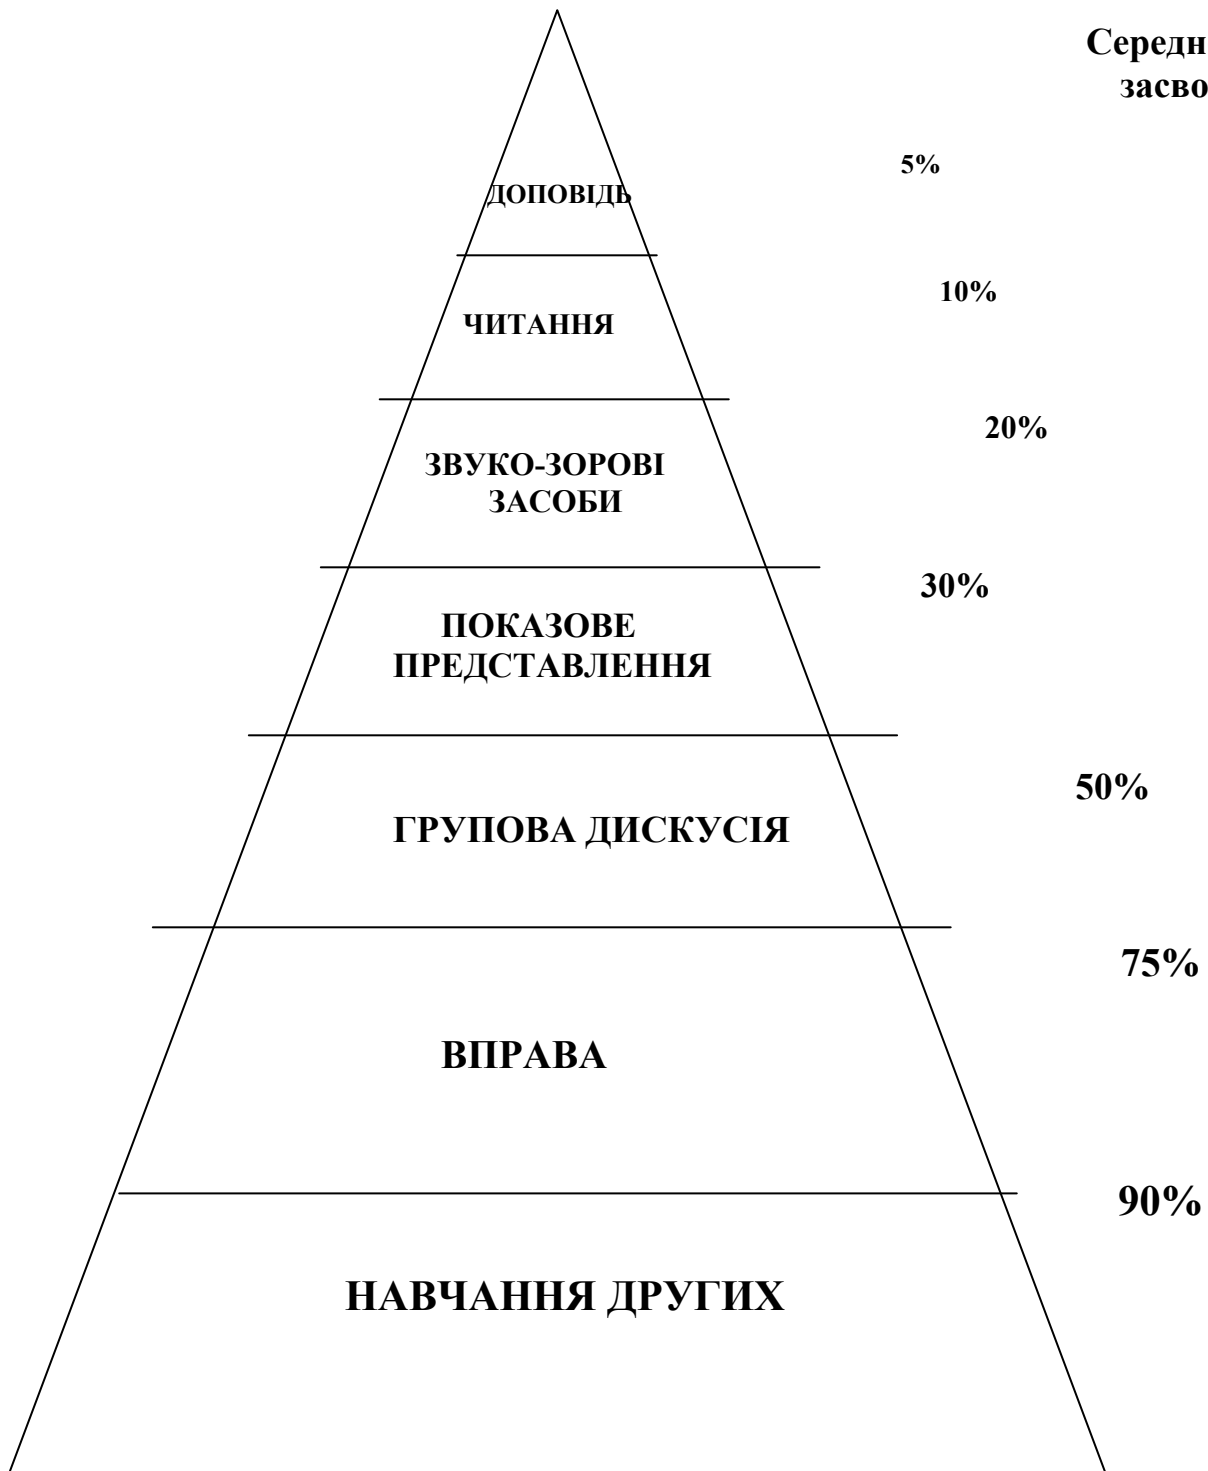 Середн
засво
5%
ДОПОВІДЬ
10%
ЧИТАННЯ
20%
ЗВУКО-ЗОРОВІ
ЗАСОБИ
30%
ПОКАЗОВЕ
ПРЕДСТАВЛЕННЯ
50%
ГРУПОВА ДИСКУСІЯ
75%
ВПРАВА
90%
НАВЧАННЯ ДРУГИХ